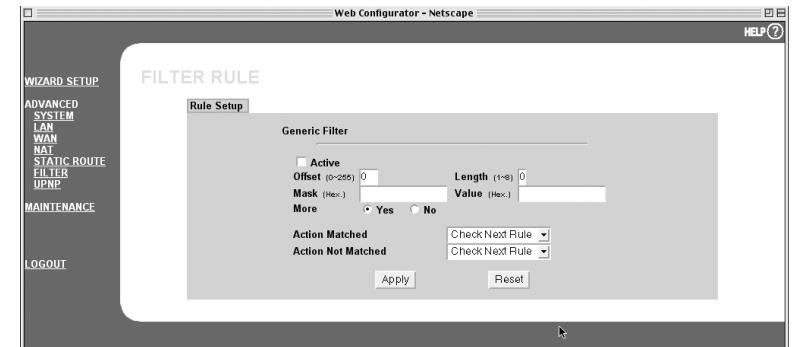 Web Configurator - Netscape
HELP ?
WIZARD SETUP
ADVANCED
SYSTEM
LAN
WAN
NAT
STATIC ROUTE
FILTER
UPNP
MAINTENANCE
LOGOUT
FILTER RULE
Rule Setup
Generic Filter
Active
Offset (0~255) 0 Length (1~8) 0
Mask (Hex.) Value (Hex.)
More Yes No
Action Matched Check Next Rule
Action Not Matched Check Next Rule
Apply Reset